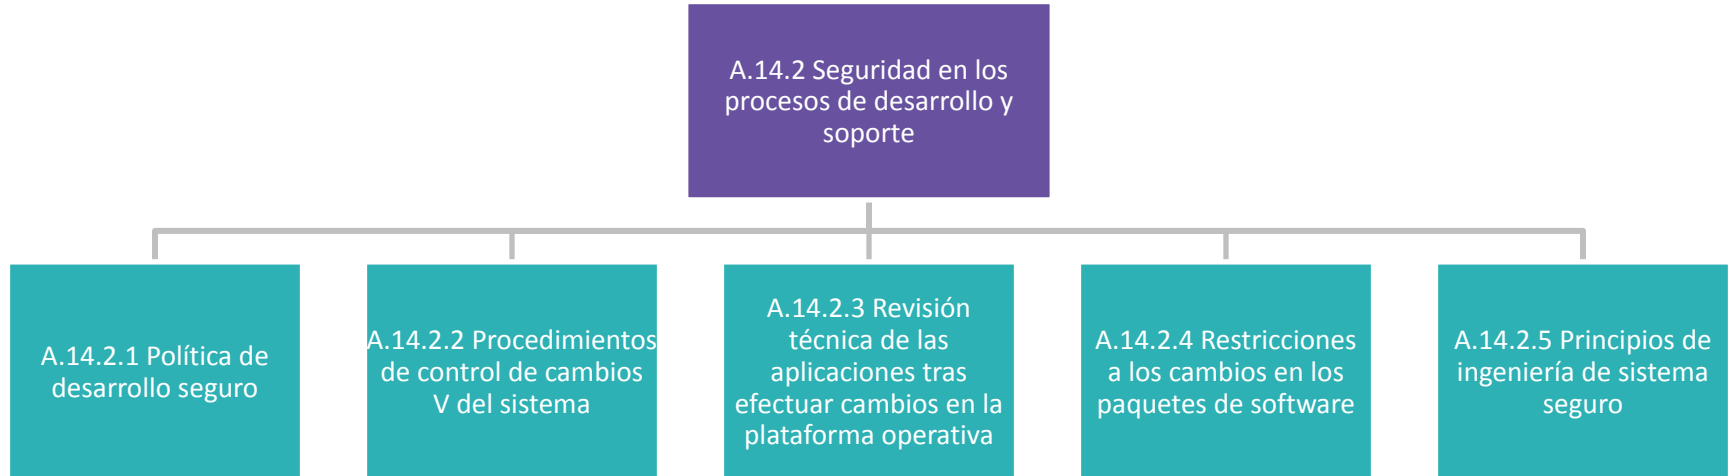 A.14.2 Seguridad en los
procesos de desarrollo y
soporte
A.14.2.1 Política de
desarrollo seguro
A.14.2.2 Procedimientos
de control de cambios
V del sistema
A.14.2.3 Revisión
técnica de las
aplicaciones tras
efectuar cambios en la
plataforma operativa
A.14.2.4 Restricciones
a los cambios en los
paquetes de software
A.14.2.5 Principios de
ingeniería de sistema
seguro